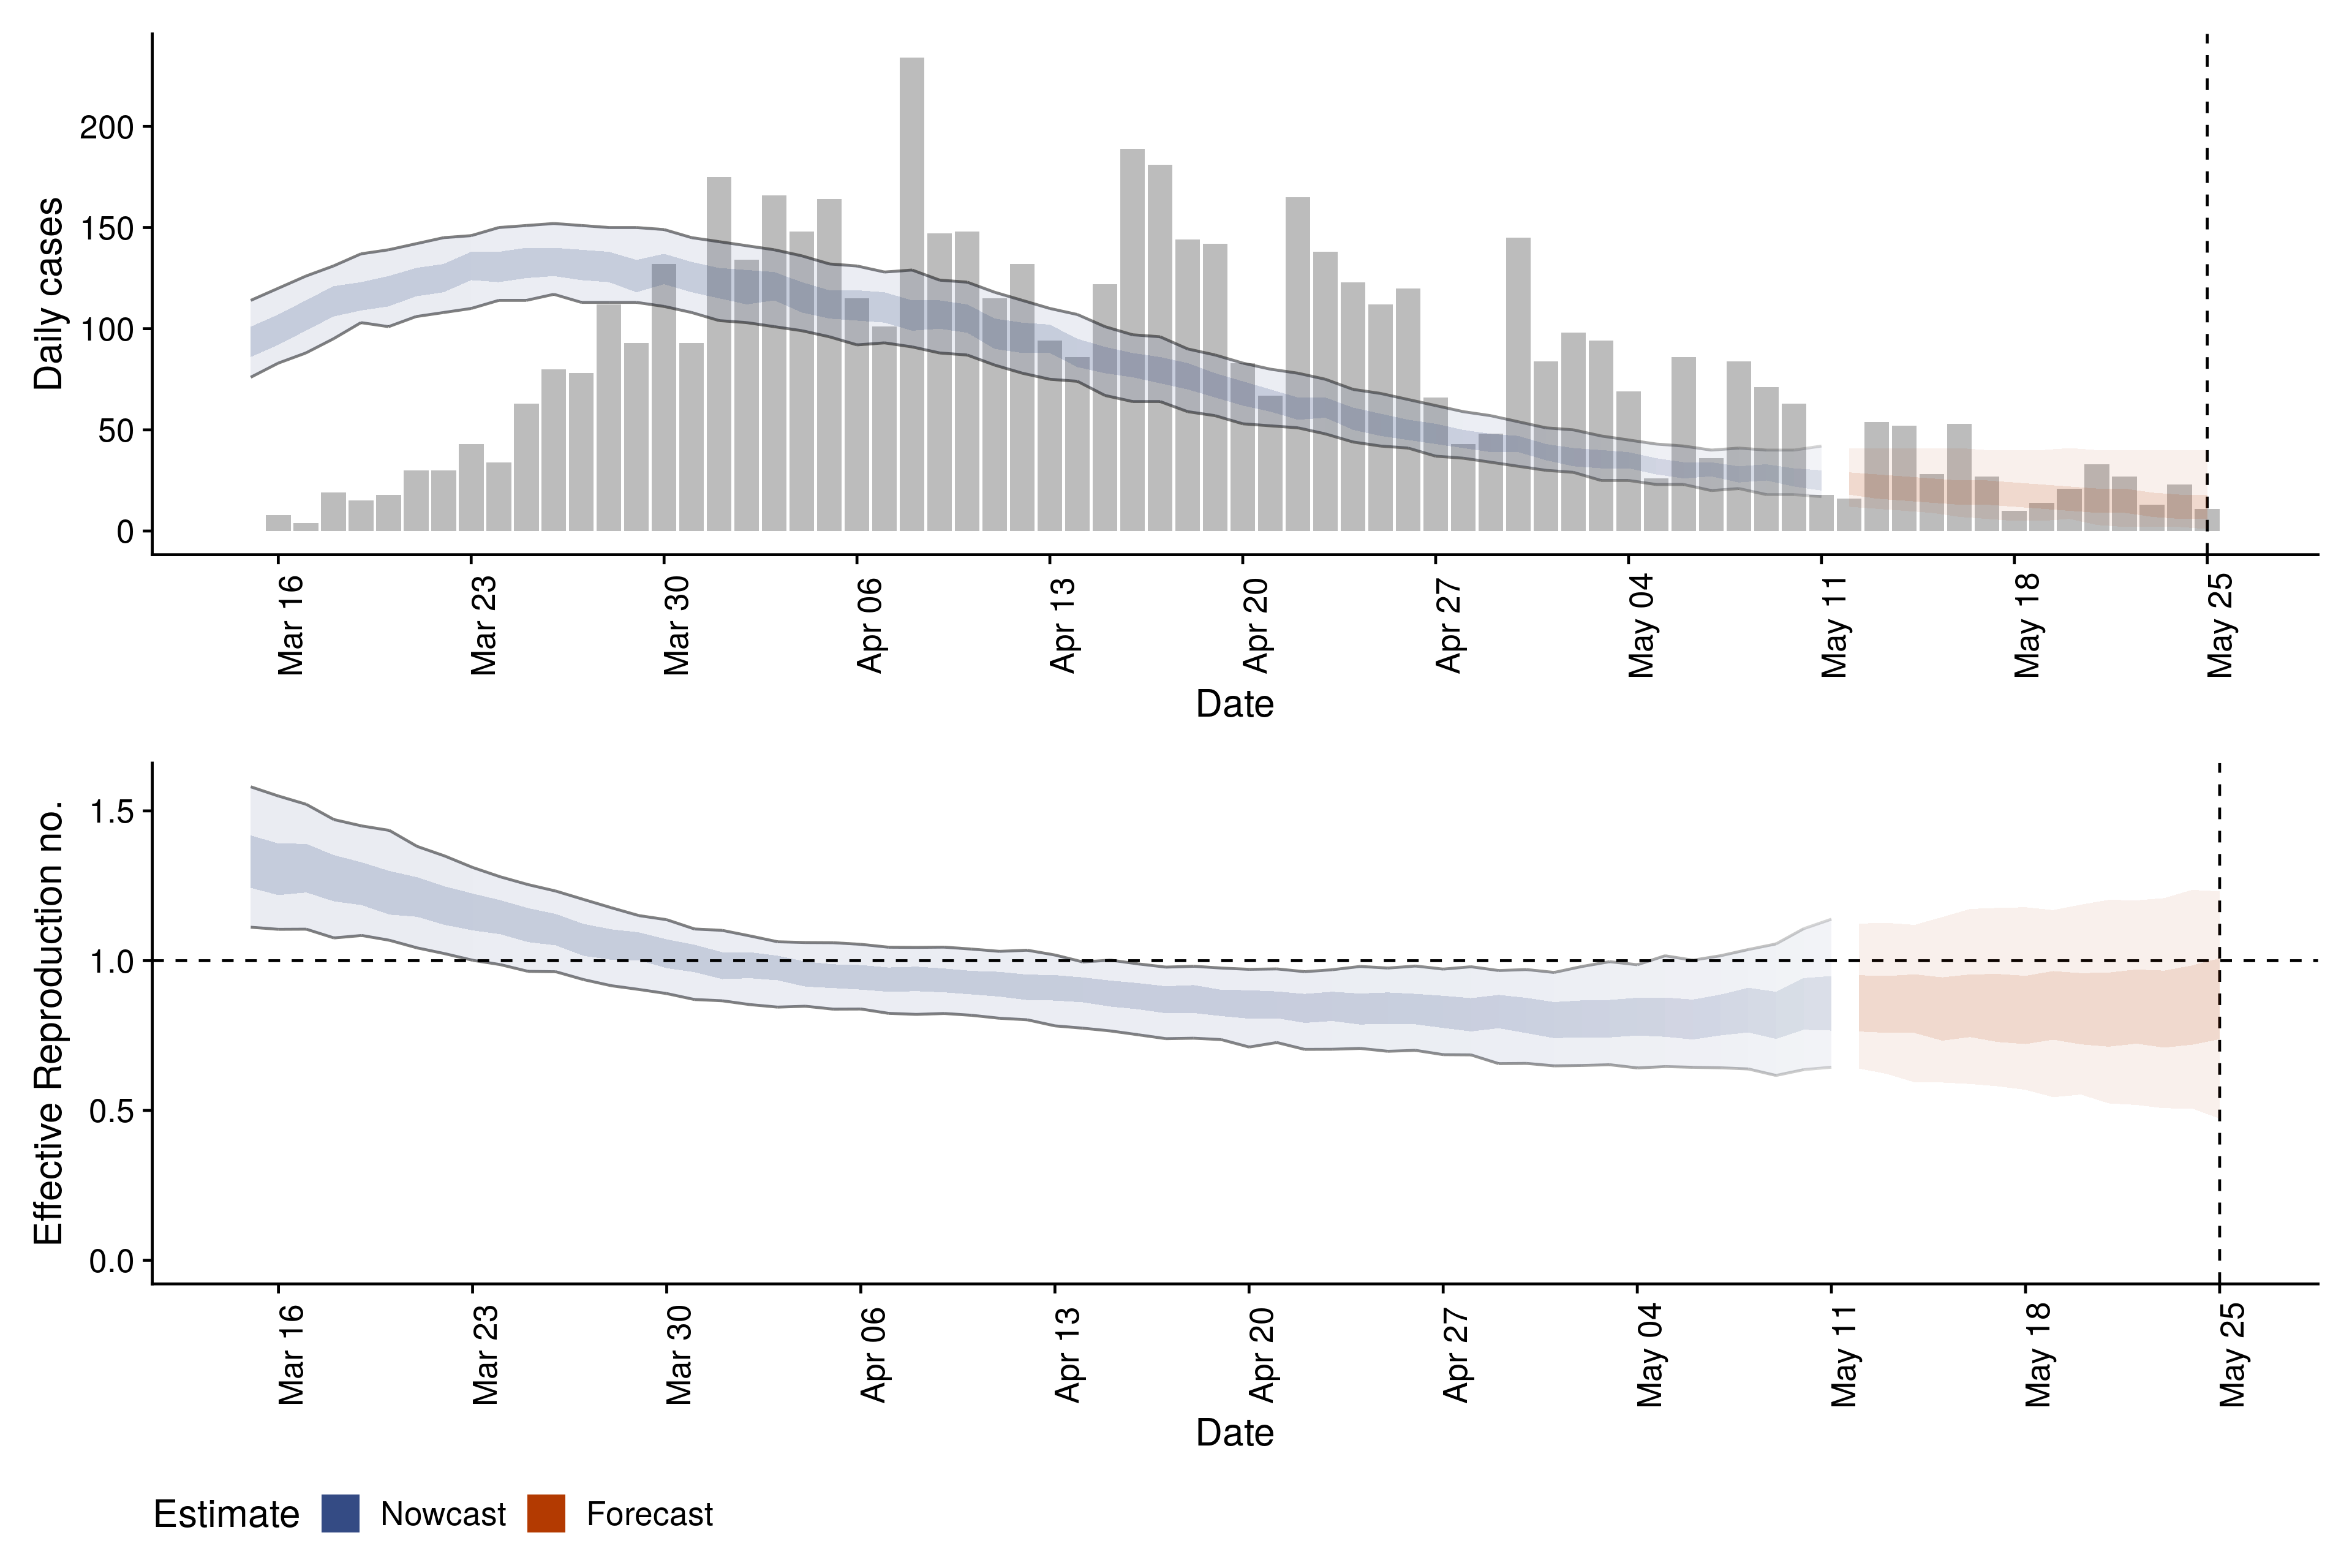 Daily cases
200
150
100
50
0
Mar 16
Mar 23
Mar 30
Apr 06
Apr 13
Apr 20
Apr 27
May 04
May 11
May 18
May 25
Date
Effective Reproduction no.
1.5
1.0
0.5
0.0
Mar 16
Mar 23
Mar 30
Apr 06
Apr 13
Apr 20
Apr 27
May 04
May 11
May 18
May 25
Date
Estimate Nowcast Forecast